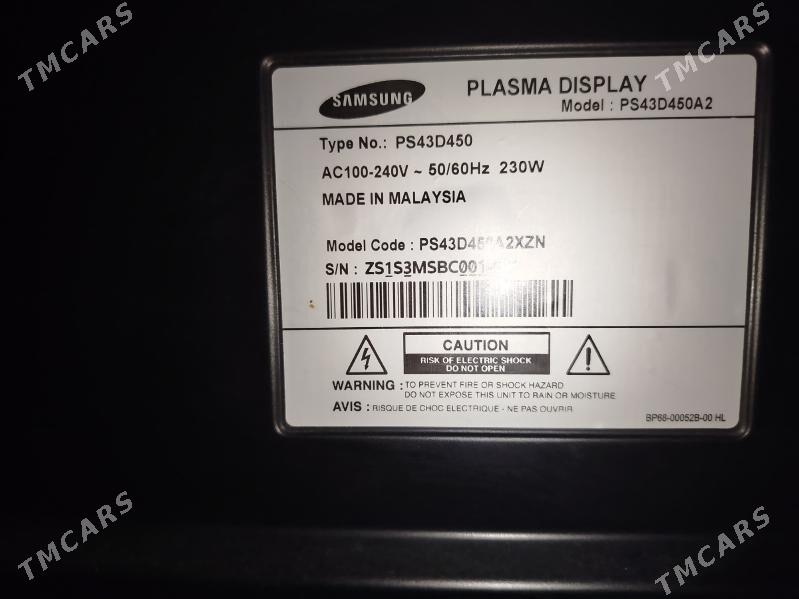 TMCARS
TMCARS
SAMSUNG
PLASMA DISPLAY
Model : PS43D450A2
Type No.: PS43D450
AC100-240V ~ 50/60Hz 230W
MADE IN MALAYSIA
Model Code :
S/N :
CAUTION
RISK OF ELECTRIC SHOCK
DO NOT OPEN
WARNING : TO PREVENT FIRE OR SHOCK HAZARD
DO NOT EXPOSE THIS UNIT TO RAIN OR MOISTURE
AVIS : RISQUE DE CHOC ELECTRIQUE - NE PAS OUVRIR
BP68-00052B-00 HL
TMCARS
TMCARS